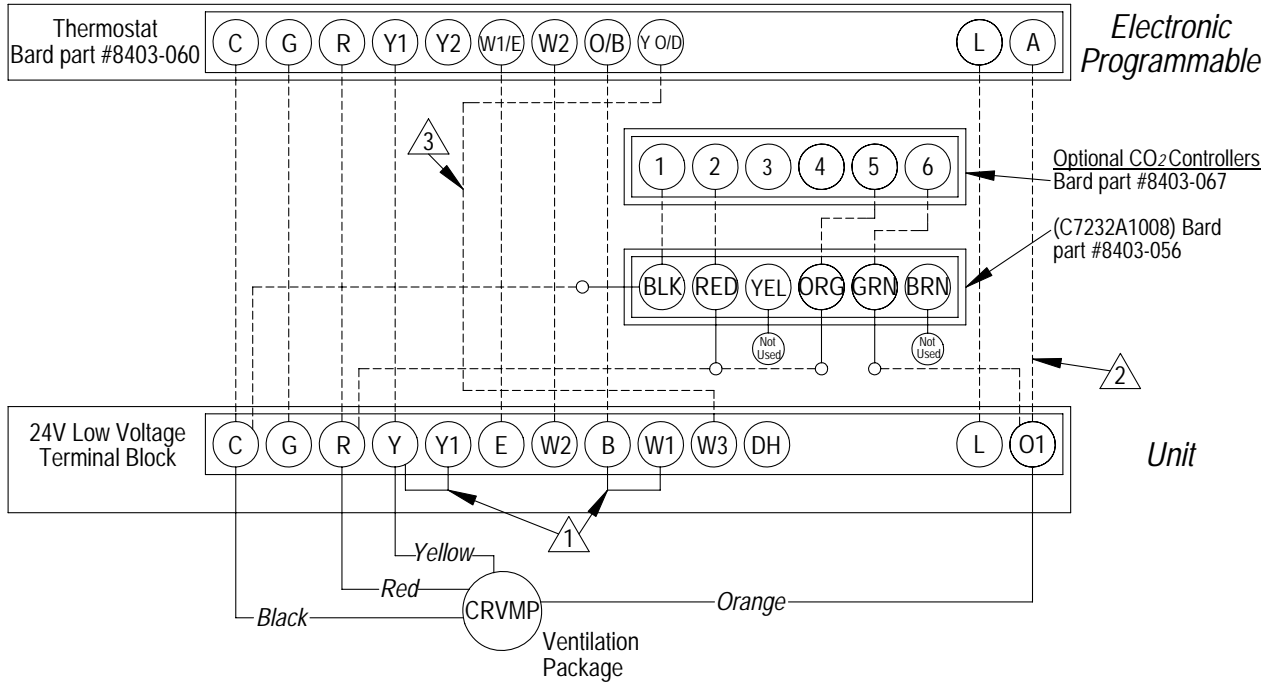 Thermostat
Bard part #8403-060
C G R Y1 Y2 W1/E W2 O/B Y O/D L A
Electronic
Programmable
3
1 2 3 4 5 6
Optional CO2 Controllers
Bard part #8403-067
(C7232A1008) Bard
part #8403-056
BLK RED YEL ORG GRN BRN
Not
Used
Not
Used
2
24V Low Voltage
Terminal Block
C G R Y Y1 E W2 B W1 W3 DH L O1
Unit
1
Yellow
Red
Black
CRVMP
Orange
Ventilation
Package